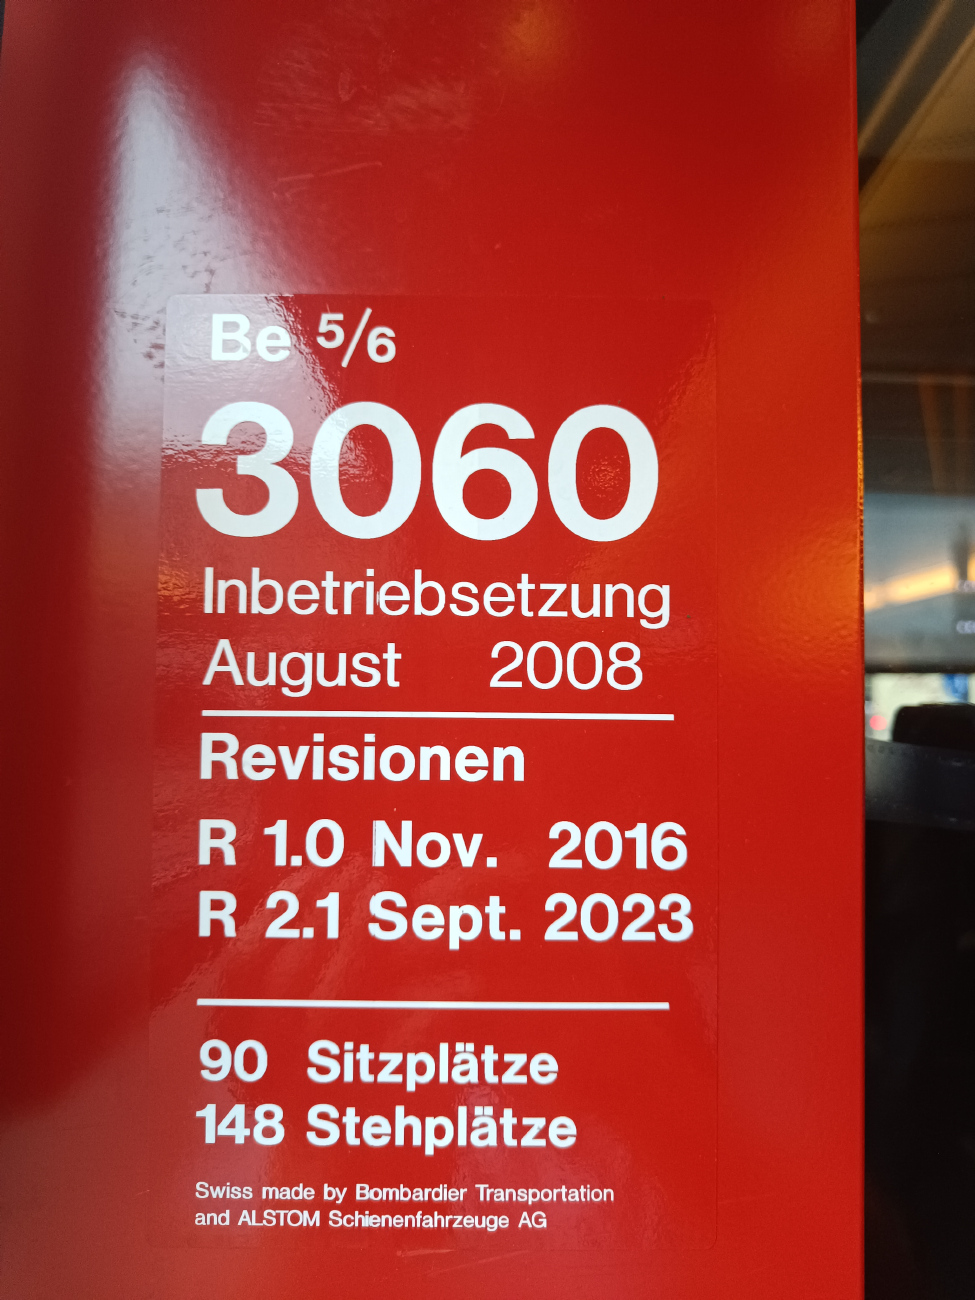 Be 5/6
3060
Inbetriebsetzung
August 2008
Revisionen
R 1.0 Nov. 2016
R 2.1 Sept. 2023
90 Sitzplätze
148 Stehplätze
Swiss made by Bombardier Transportation
and ALSTOM Schienenfahrzeuge AG